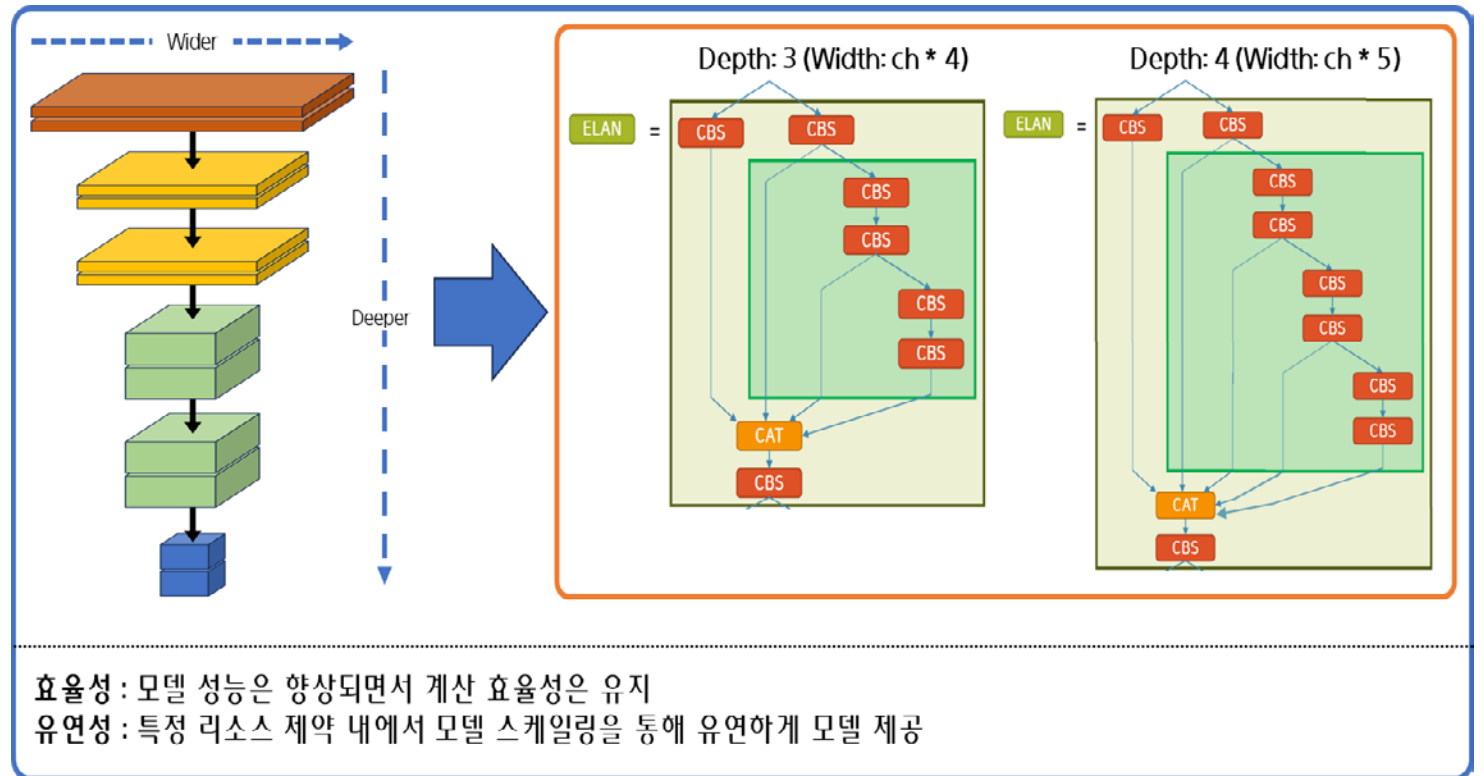 Wider
Deeper
Depth: 3 (Width: ch * 4)
ELAN =
CBS
CBS
CBS
CBS
CBS
CBS
CAT
CBS
Depth: 4 (Width: ch * 5)
ELAN =
CBS
CBS
CBS
CBS
CBS
CBS
CBS
CBS
CAT
CBS
효율성 : 모델 성능은 향상되면서 계산 효율성은 유지
유연성 : 특정 리소스 제약 내에서 모델 스케일링을 통해 유연하게 모델 제공